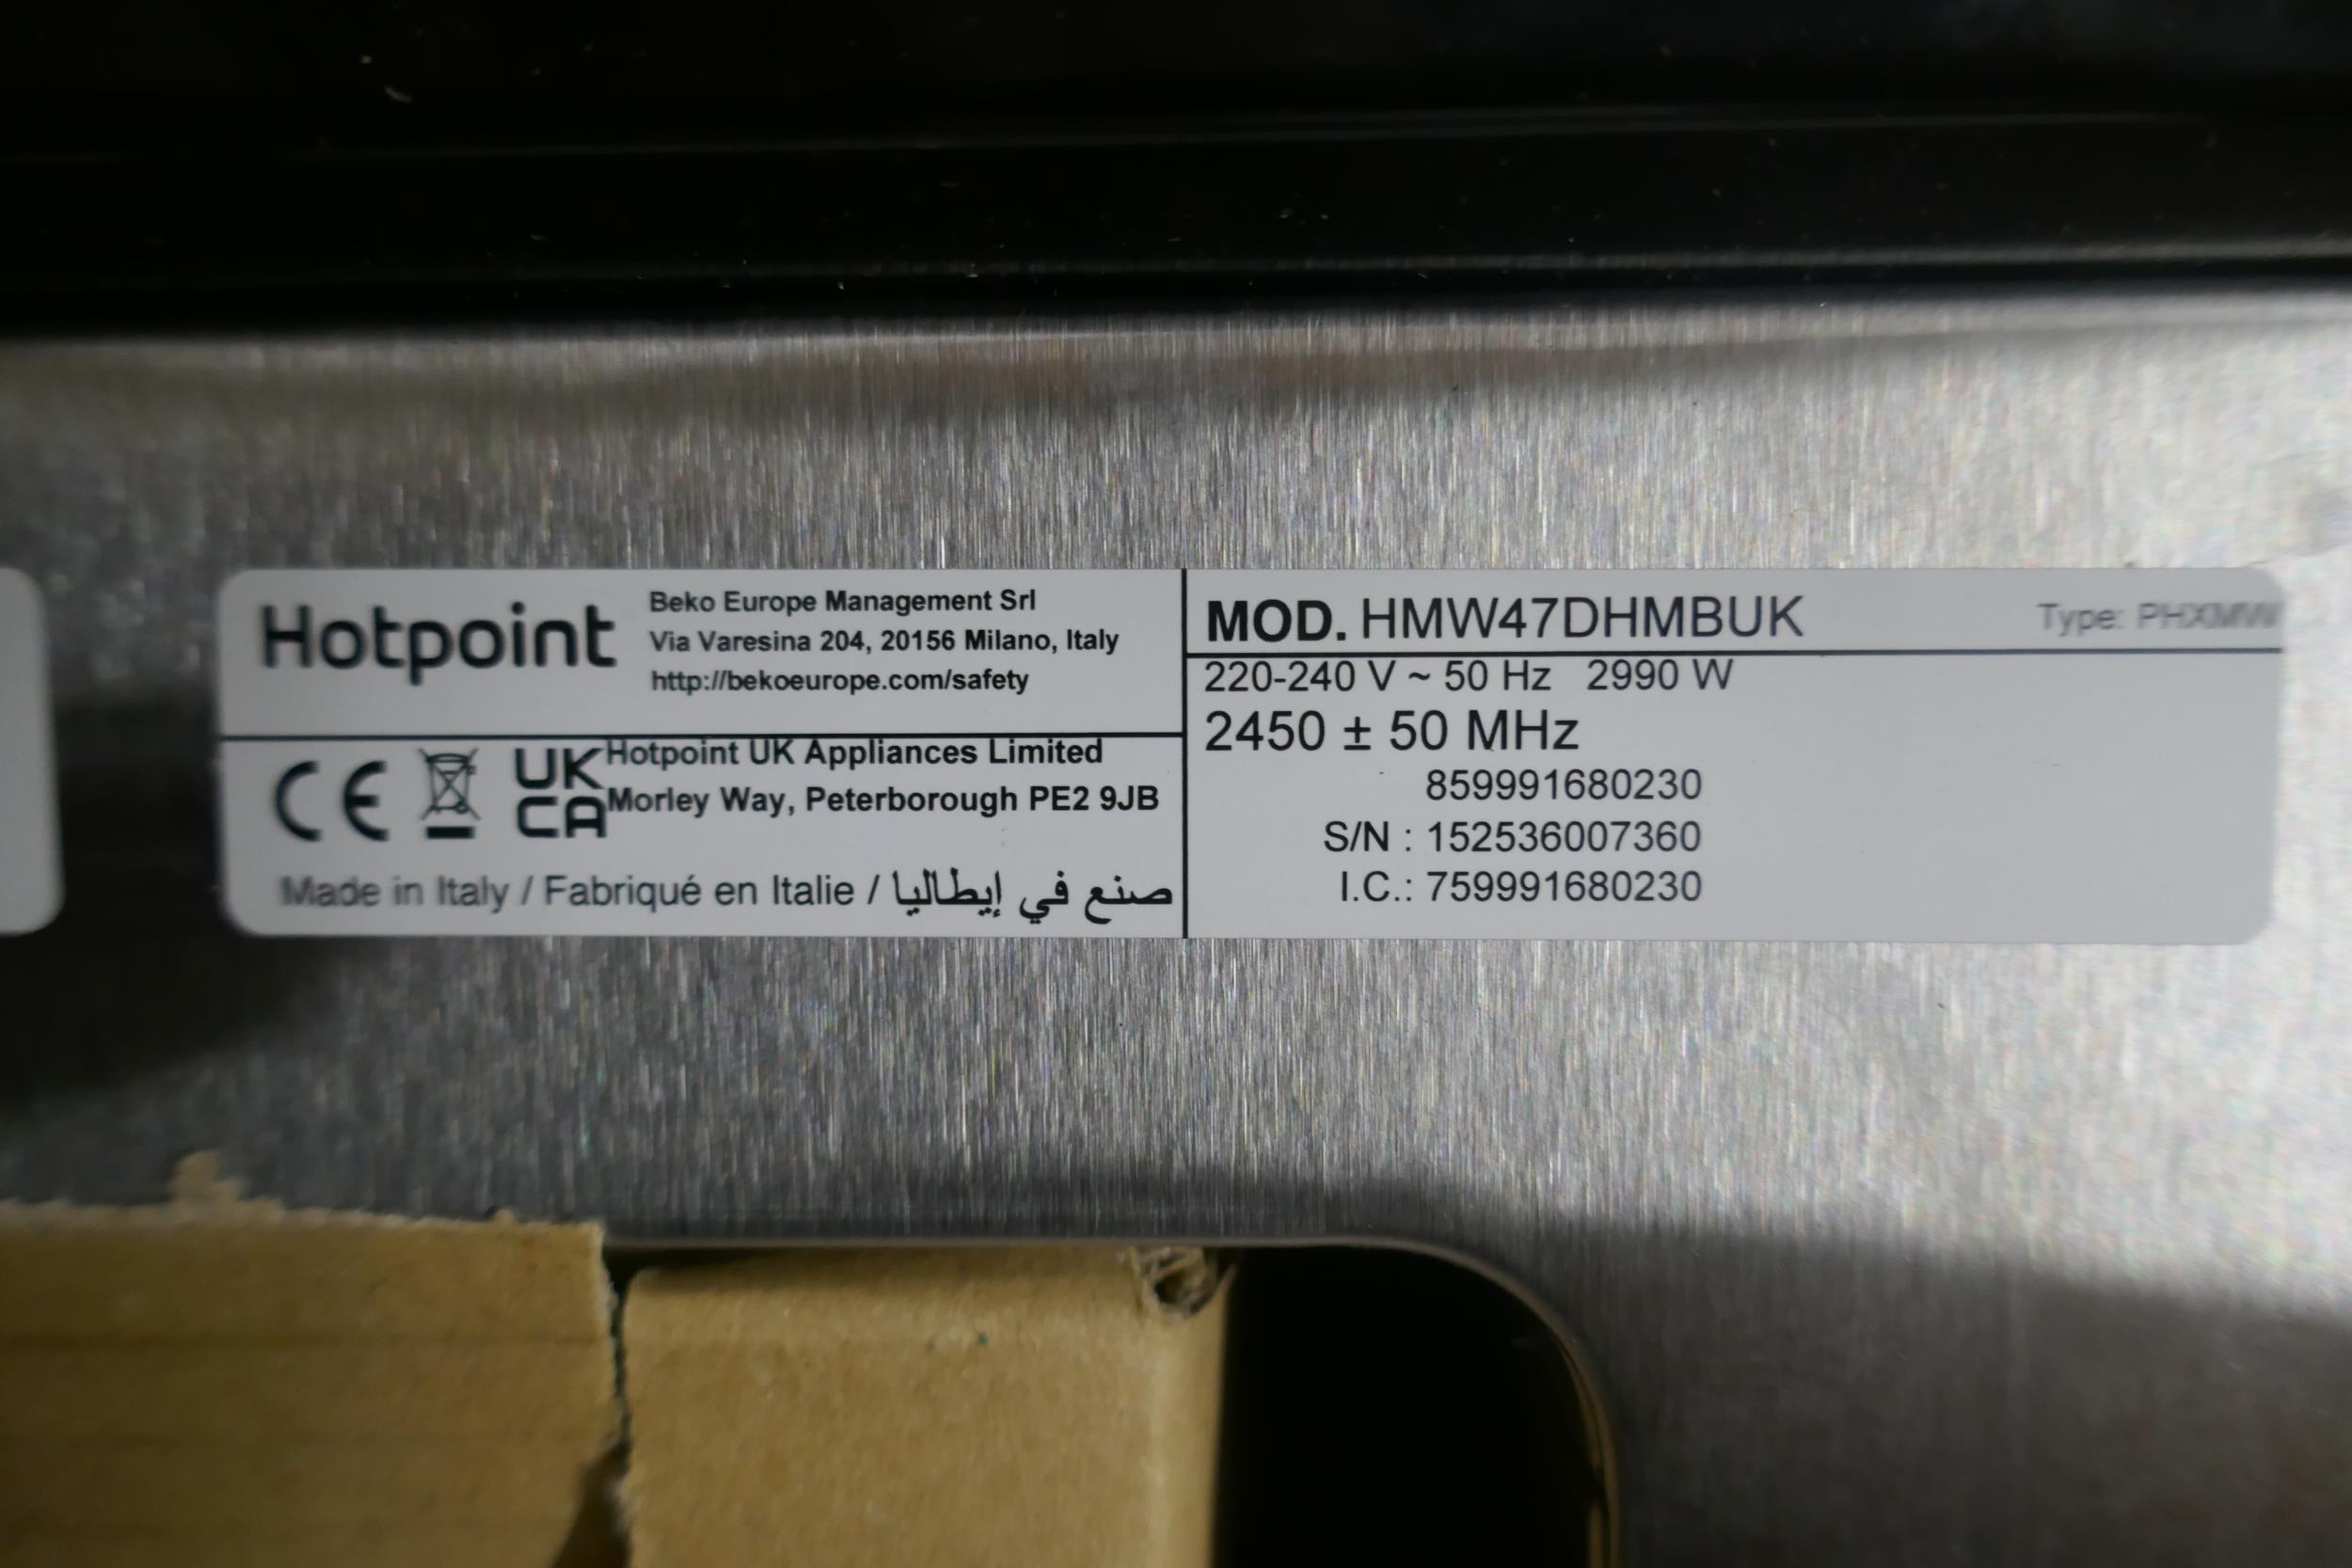 Hotpoint
Beko Europe Management Srl
Via Varesina 204, 20156 Milano, Italy
http://bekoeurope.com/safety
CE
UK
CA
Hotpoint UK Appliances Limited
Morley Way, Peterborough PE2 9JB
Made in Italy / Fabriqué en Italie / صنع في إيطاليا
MOD. HMW47DHMBUK Type: PHXMW
220-240 V ~ 50 Hz 2990 W
2450 ± 50 MHz
859991680230
S/N : 152536007360
I.C.: 759991680230